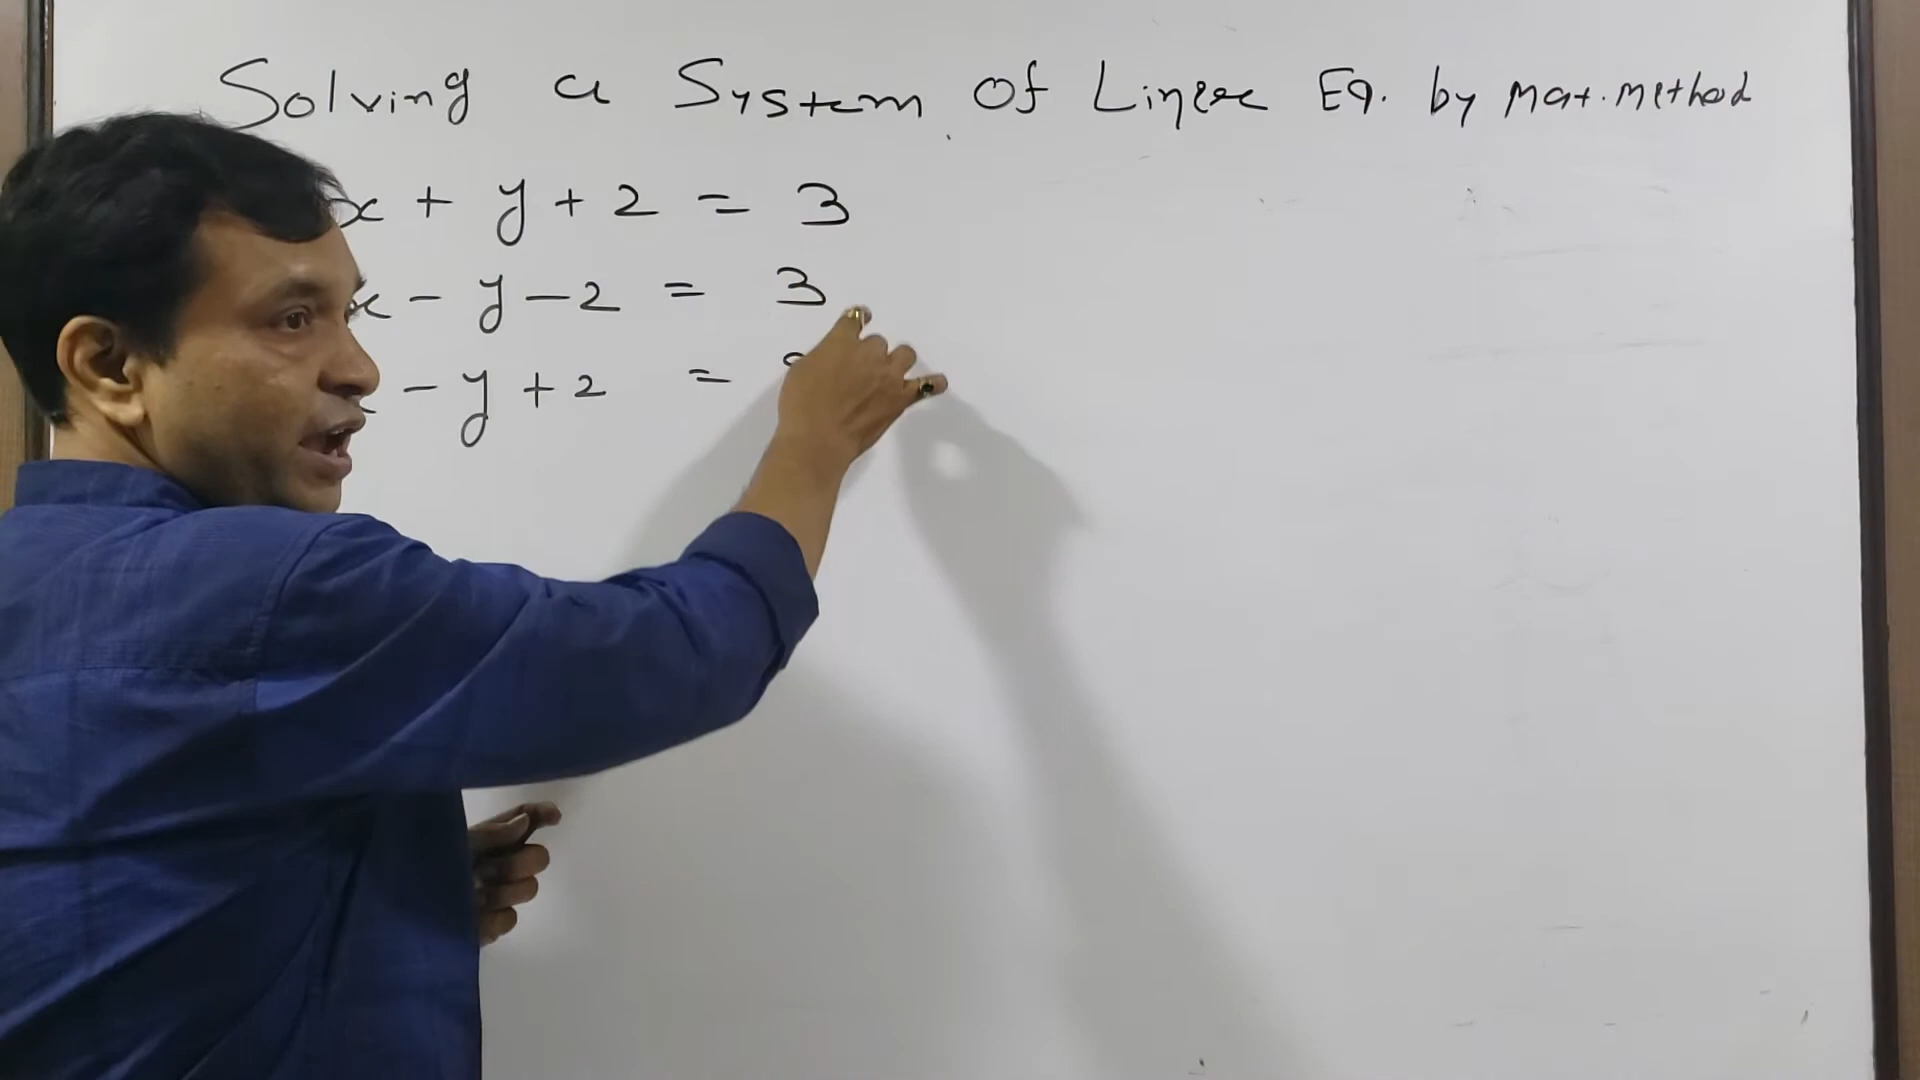 Solving a System Of Linear Eq. by Mat. method
x + y + z = 3
x - y - z = 3
- y + z =